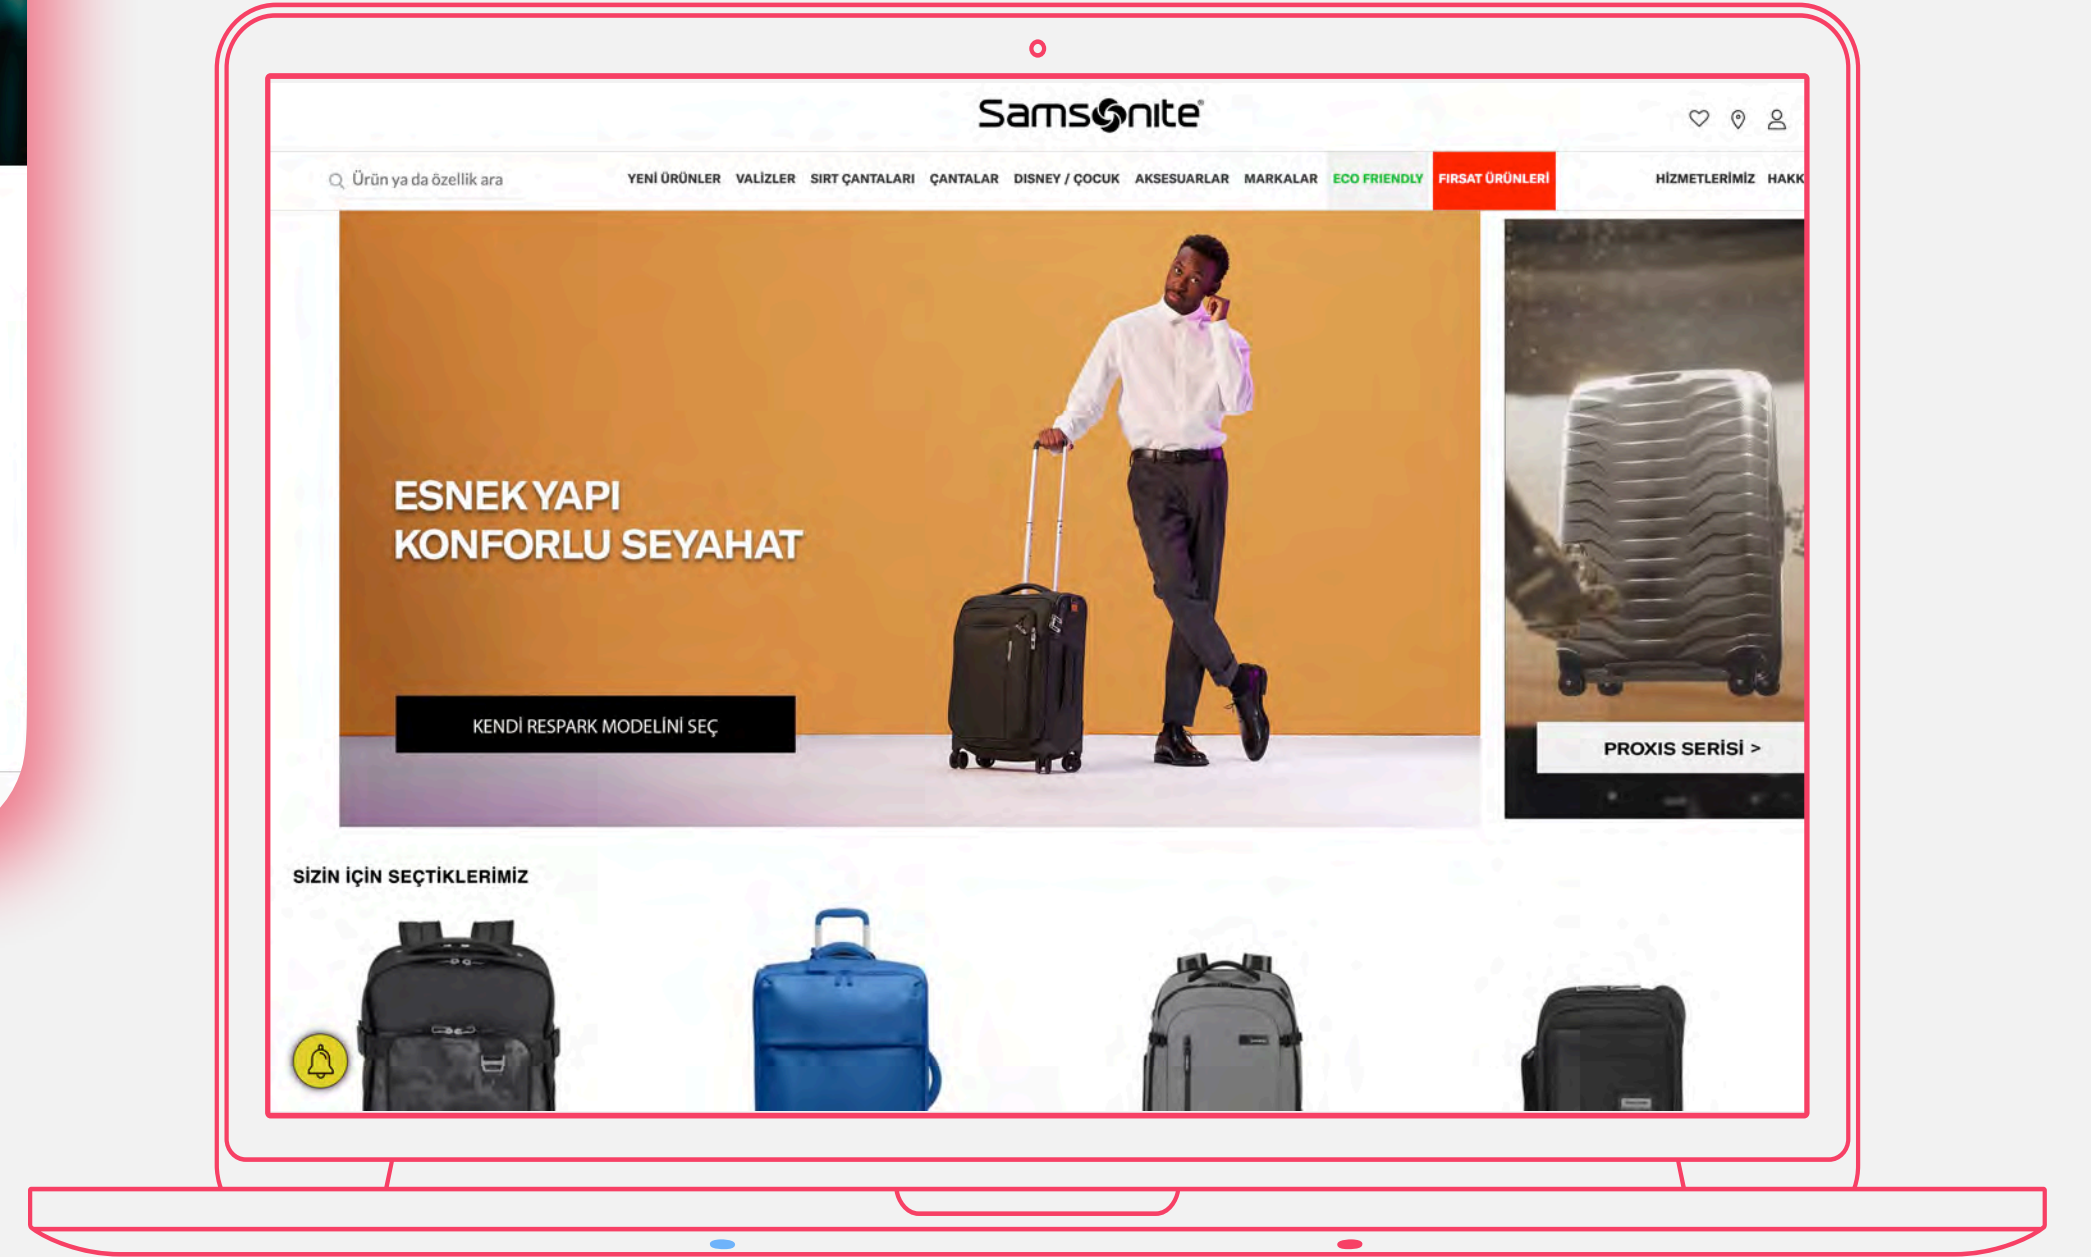 Samsonite
Ürün ya da özellik ara
YENİ ÜRÜNLER VALİZLER SIRT ÇANTALARI ÇANTALAR DISNEY / ÇOCUK AKSESUARLAR MARKALAR ECO FRIENDLY FIRSAT ÜRÜNLERİ HİZMETLERİMİZ HAKK
ESNEK YAPI
KONFORLU SEYAHAT
KENDİ RESPARK MODELİNİ SEÇ
PROXIS SERİSİ >
SİZİN İÇİN SEÇTİKLERİMİZ